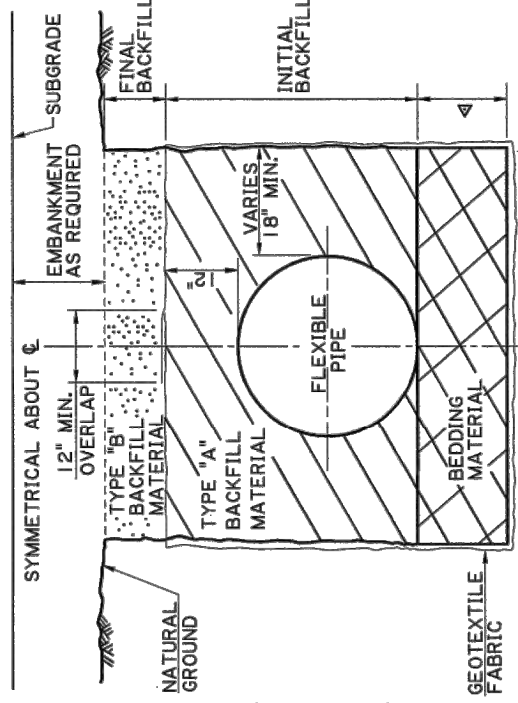 SYMMETRICAL ABOUT ℄
SUBGRADE
12" MIN.
OVERLAP
EMBANKMENT
AS REQUIRED
NATURAL
GROUND
TYPE "B"
BACKFILL
MATERIAL
FINAL
BACKFILL
TYPE "A"
BACKFILL
MATERIAL
12"
VARIES
18" MIN.
INITIAL
BACKFILL
FLEXIBLE
PIPE
BEDDING
MATERIAL
GEOTEXTILE
FABRIC